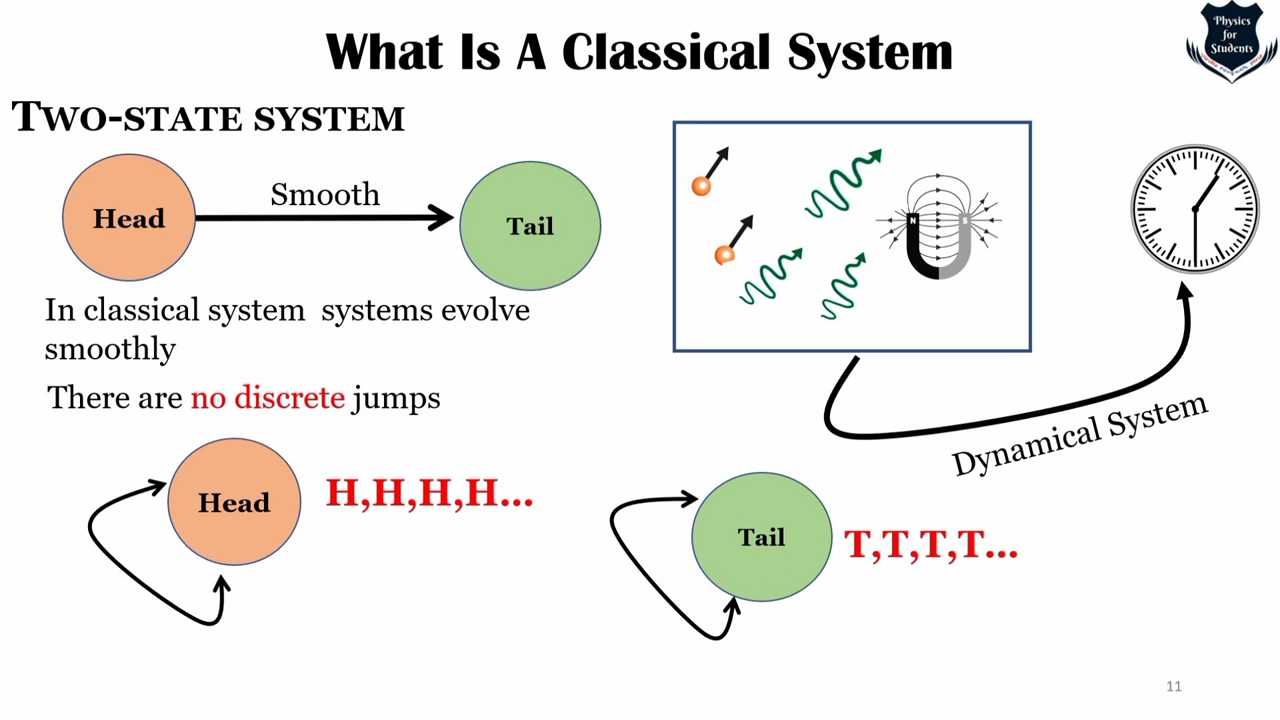 What Is A Classical System
Physics
for
Students
TWO-STATE SYSTEM
Head
Smooth
Tail
N
S
In classical system systems evolve
smoothly
There are no discrete jumps
Dynamical System
Head
H,H,H,H...
Tail
T,T,T,T...
11